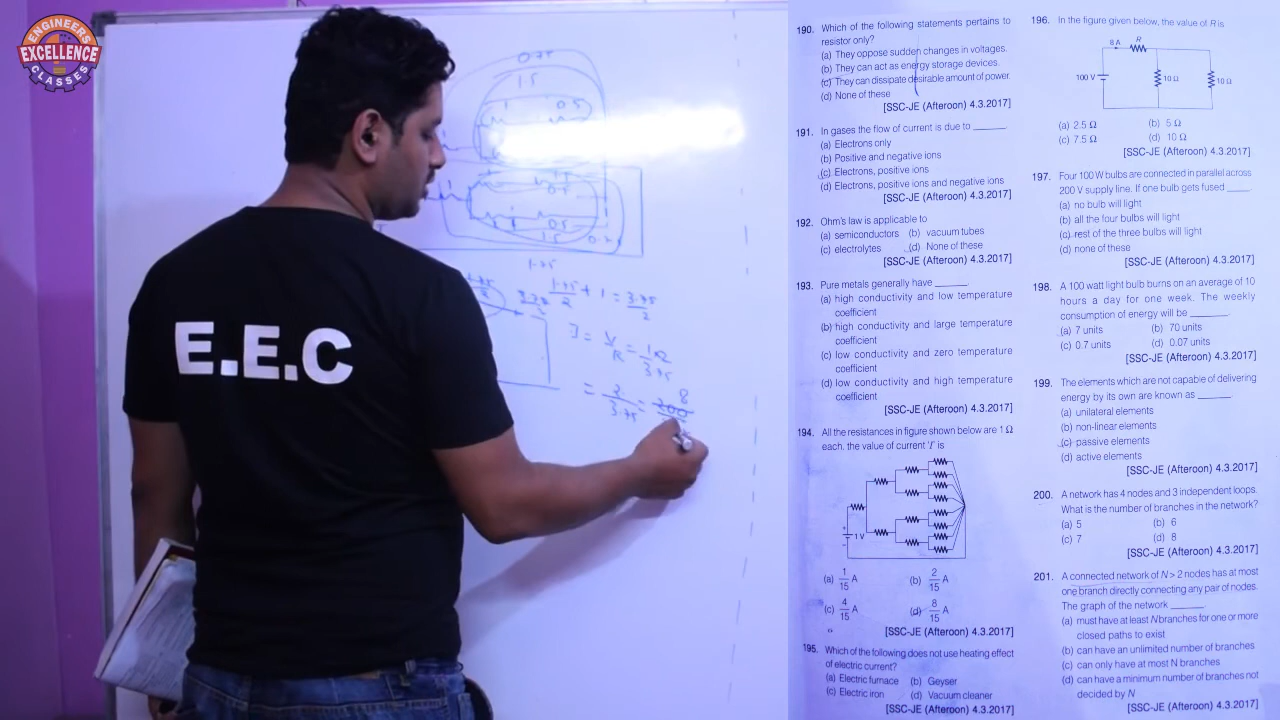 ENGINEERS
EXCELLENCE
CLASSES
E.E.C
0.75
1.5
0.5
0.5
1.5
1.75
1.75/2 + 1 = 3.75/2
I = V/R =
= 2/3.75 = 200
8
190. Which of the following statements pertains to
resistor only?
(a) They oppose sudden changes in voltages.
(b) They can act as energy storage devices.
(c) They can dissipate desirable amount of power.
(d) None of these
[SSC-JE (Afteroon) 4.3.2017]
191. In gases the flow of current is due to ______
(a) Electrons only
(b) Positive and negative ions
(c) Electrons, positive ions
(d) Electrons, positive ions and negative ions
[SSC-JE (Afteroon) 4.3.2017]
192. Ohm's law is applicable to
(a) semiconductors (b) vacuum tubes
(c) electrolytes (d) None of these
[SSC-JE (Afteroon) 4.3.2017]
193. Pure metals generally have ______.
(a) high conductivity and low temperature
coefficient
(b) high conductivity and large temperature
coefficient
(c) low conductivity and zero temperature
coefficient
(d) low conductivity and high temperature
coefficient
[SSC-JE (Afteroon) 4.3.2017]
194. All the resistances in figure shown below are 1 Ω
each, the value of current 'I' is
1 V
(a) 1/15 A (b) 2/15 A
(c) 4/15 A (d) 8/15 A
[SSC-JE (Afteroon) 4.3.2017]
195. Which of the following does not use heating effect
of electric current?
(a) Electric furnace (b) Geyser
(c) Electric iron (d) Vacuum cleaner
[SSC-JE (Afteroon) 4.3.2017]
196. In the figure given below, the value of R is
8 A R
100 V 10 Ω 10 Ω
(a) 2.5 Ω (b) 5 Ω
(c) 7.5 Ω (d) 10 Ω
[SSC-JE (Afteroon) 4.3.2017]
197. Four 100 W bulbs are connected in parallel across
200 V supply line. If one bulb gets fused ____.
(a) no bulb will light
(b) all the four bulbs will light
(c) rest of the three bulbs will light
(d) none of these
[SSC-JE (Afteroon) 4.3.2017]
198. A 100 watt light bulb burns on an average of 10
hours a day for one week. The weekly
consumption of energy will be ______.
(a) 7 units (b) 70 units
(c) 0.7 units (d) 0.07 units
[SSC-JE (Afteroon) 4.3.2017]
199. The elements which are not capable of delivering
energy by its own are known as ______
(a) unilateral elements
(b) non-linear elements
(c) passive elements
(d) active elements
[SSC-JE (Afteroon) 4.3.2017]
200. A network has 4 nodes and 3 independent loops.
What is the number of branches in the network?
(a) 5 (b) 6
(c) 7 (d) 8
[SSC-JE (Afteroon) 4.3.2017]
201. A connected network of N > 2 nodes has at most
one branch directly connecting any pair of nodes.
The graph of the network ______
(a) must have at least N branches for one or more
closed paths to exist
(b) can have an unlimited number of branches
(c) can only have at most N branches
(d) can have a minimum number of branches not
decided by N
[SSC-JE (Afteroon) 4.3.2017]